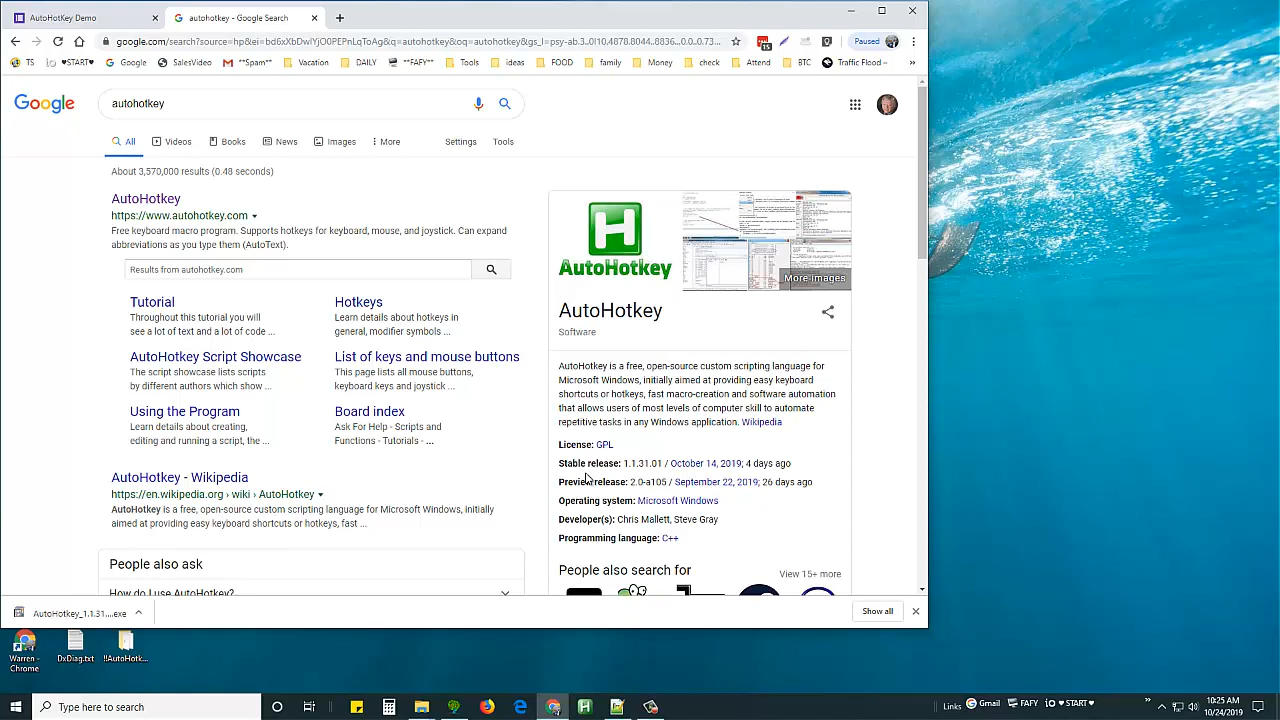 AutoHotKey Demo
autohotkey - Google Search
google.com/search?source=hp&ei=bd6xXbDwIYjO0PEPnLqToAg&q=autohotkey&oq=autohotkey&gs_l=psy-ab.3..0l10.4878.8044..8836...0.0..0.73...
15
Paused
TS
!♥START♥
Google
SalesVideo
**Spam**
Vacation
DAILY
**FAFY**
Tools
ideas
FOOD
family
Money
check
Attend
BTC
Traffic Flood –
»
Google
autohotkey
All
Videos
Books
News
Images
More
Settings
Tools
About 3,570,000 results (0.48 seconds)
AutoHotkey
https://www.autohotkey.com
keyboard macro program. Supports hotkeys for keyboard, mouse, and joystick. Can expand
as you type them (AutoText
from autohotkey.com
Tutorial
Throughout this tutorial you will
see a lot of text and a lot of code ...
Hotkeys
Learn details about hotkeys in
general, modifier symbols ...
AutoHotkey Script Showcase
The script showcase lists scripts
by different authors which show ...
List of keys and mouse buttons
This page lists all mouse buttons,
keyboard keys and joystick ...
Using the Program
Learn details about creating,
editing and running a script, the ...
Board index
Ask For Help - Scripts and
Functions - Tutorials - ...
AutoHotkey - Wikipedia
https://en.wikipedia.org › wiki › AutoHotkey
AutoHotkey is a free, open-source custom scripting language for Microsoft Windows, initially
aimed at providing easy keyboard shortcuts or hotkeys, fast ...
People also ask
How do I use AutoHotkey?
H
AutoHotkey
More images
AutoHotkey
Software
AutoHotkey is a free, open-source custom scripting language for
Microsoft Windows, initially aimed at providing easy keyboard
shortcuts or hotkeys, fast macro-creation and software automation
that allows users of most levels of computer skill to automate
repetitive tasks in any Windows application. Wikipedia
License: GPL
Stable release: 1.1.31.01 / October 14, 2019; 4 days ago
Preview release: 2.0-a105 / September 22, 2019; 26 days ago
Operating system: Microsoft Windows
Developer(s): Chris Mallett, Steve Gray
Programming language: C++
People also search for
View 15+ more
AutoHotkey_1.1.31....exe
Show all
Warren -
Chrome
DxDiag.txt
!!AutoHotk...
Type here to search
Links
Gmail
FAFY
!♥START♥
»
10:25 AM
10/24/2019